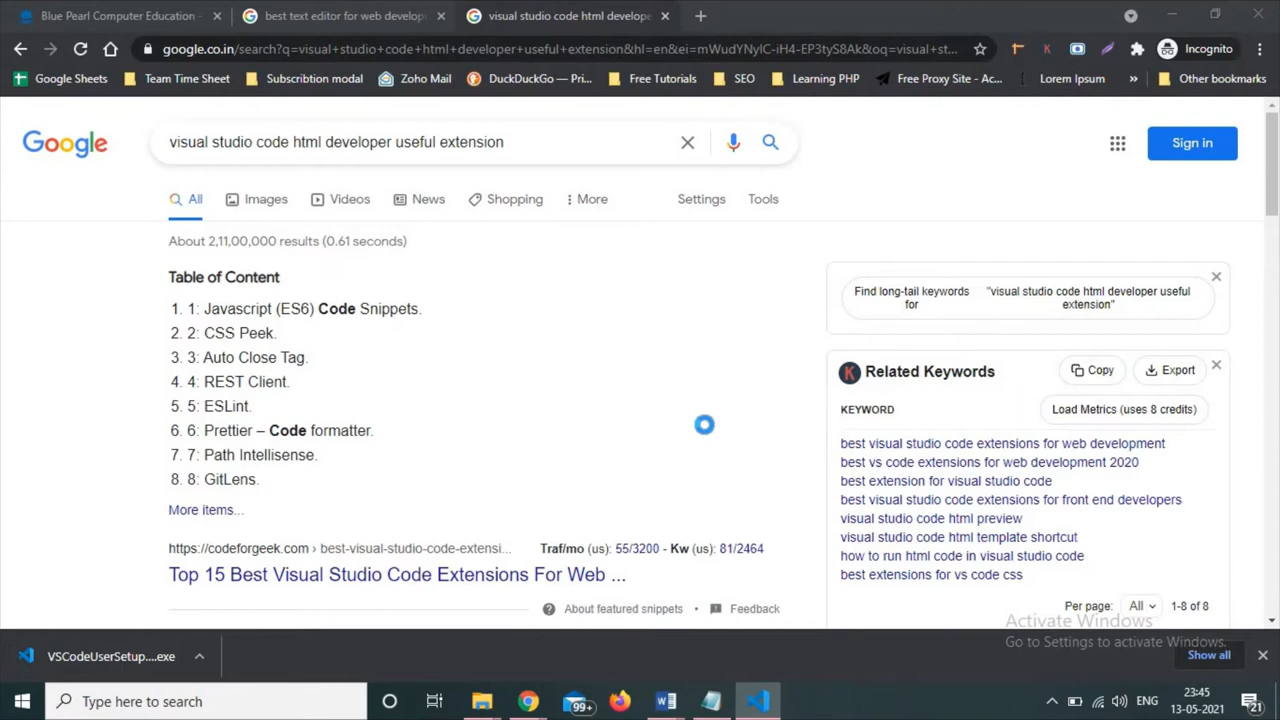 Blue Pearl Computer Education -
best text editor for web develop
visual studio code html develope
google.co.in/search?q=visual+studio+code+html+developer+useful+extension&hl=en&ei=mWudYNylC-iH4-EP3tyS8Ak&oq=visual+st...
Incognito
Google Sheets
Team Time Sheet
Subscribtion modal
Zoho Mail
DuckDuckGo — Pri...
Free Tutorials
SEO
Learning PHP
Free Proxy Site - Ac...
Lorem Ipsum
»
Other bookmarks
Google
visual studio code html developer useful extension
Sign in
All
Images
Videos
News
Shopping
More
Settings
Tools
About 2,11,00,000 results (0.61 seconds)
Table of Content
1. 1: Javascript (ES6) Code Snippets.
2. 2: CSS Peek.
3. 3: Auto Close Tag.
4. 4: REST Client.
5. 5: ESLint.
6. 6: Prettier – Code formatter.
7. 7: Path Intellisense.
8. 8: GitLens.
More items...
https://codeforgeek.com › best-visual-studio-code-extensi...
Traf/mo (us): 55/3200 - Kw (us): 81/2464
Top 15 Best Visual Studio Code Extensions For Web ...
About featured snippets
•
Feedback
Find long-tail keywords for
"visual studio code html developer useful extension"
K
Related Keywords
Copy
Export
KEYWORD
Load Metrics (uses 8 credits)
best visual studio code extensions for web development
best vs code extensions for web development 2020
best extension for visual studio code
best visual studio code extensions for front end developers
visual studio code html preview
visual studio code html template shortcut
how to run html code in visual studio code
best extensions for vs code css
Per page:
All
1-8 of 8
Activate Windows
Go to Settings to activate Windows.
VSCodeUserSetup....exe
Show all
Type here to search
99+
ENG
23:45
13-05-2021
21